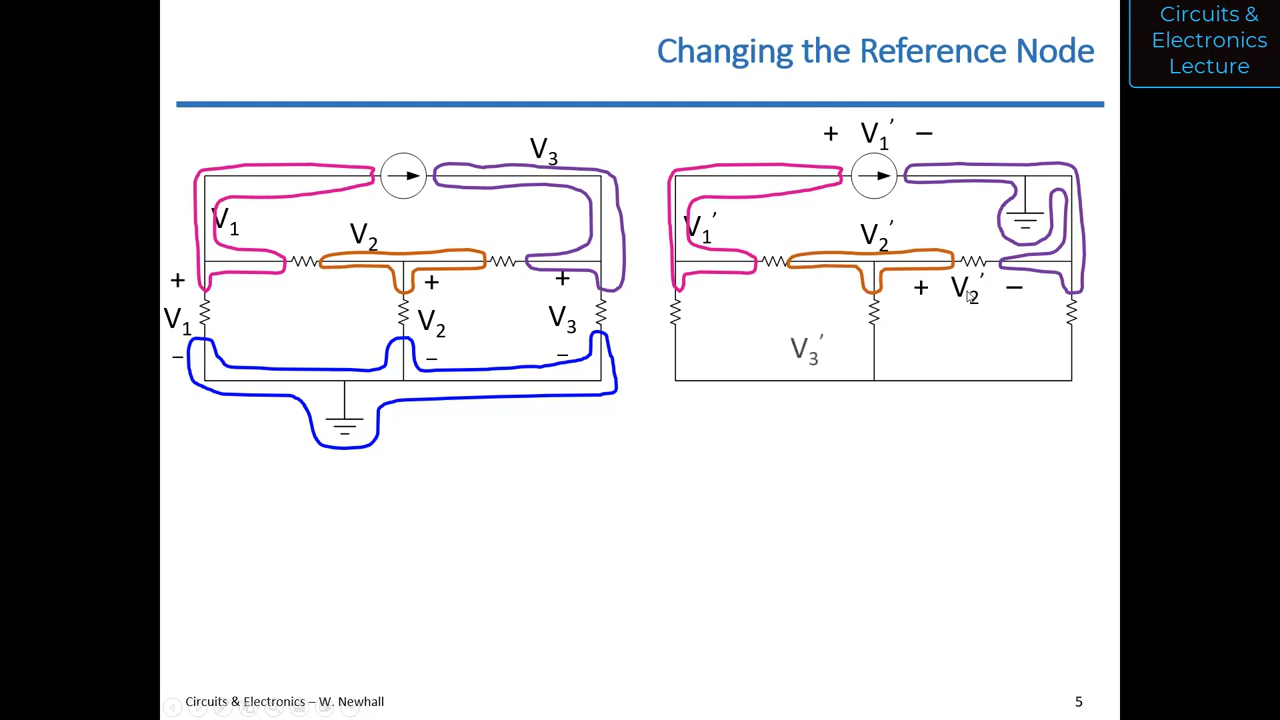 Circuits &
Electronics
Lecture
Changing the Reference Node
+ V₁’ −
V₃
V₁
V₂
V₁’
V₂’
+
+
+
+ V₂’ −
V₁
V₂
V₃
−
−
−
V₃’
Circuits & Electronics – W. Newhall
5